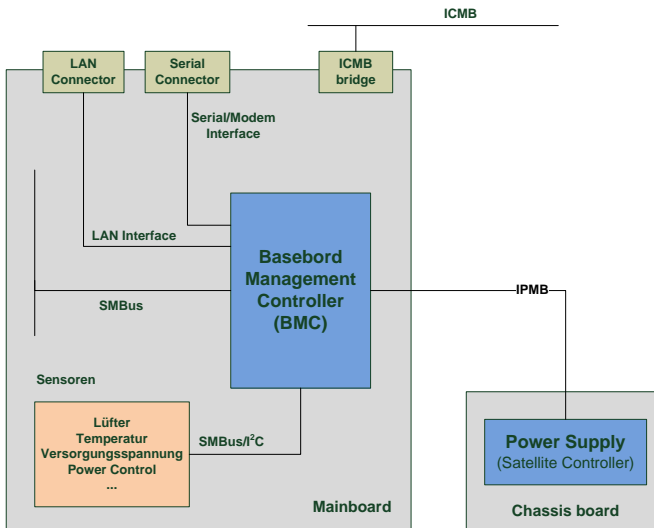 ICMB
LAN
Connector
Serial
Connector
ICMB
bridge
Serial/Modem
Interface
LAN Interface
Basebord
Management
Controller
(BMC)
SMBus
IPMB
Sensoren
Lüfter
Temperatur
Versorgungsspannung
Power Control
...
SMBus/I²C
Mainboard
Power Supply
(Satellite Controller)
Chassis board